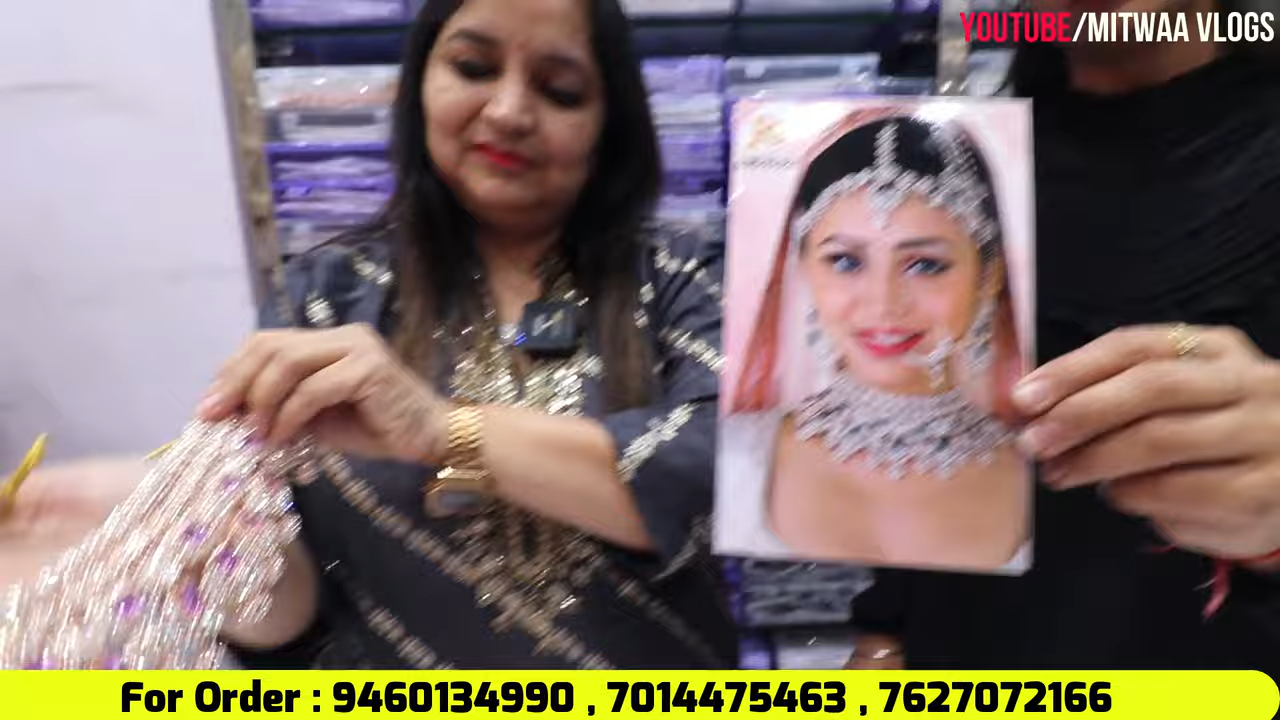 YOUTUBE/MITWAA VLOGS
For Order : 9460134990 , 7014475463 , 7627072166